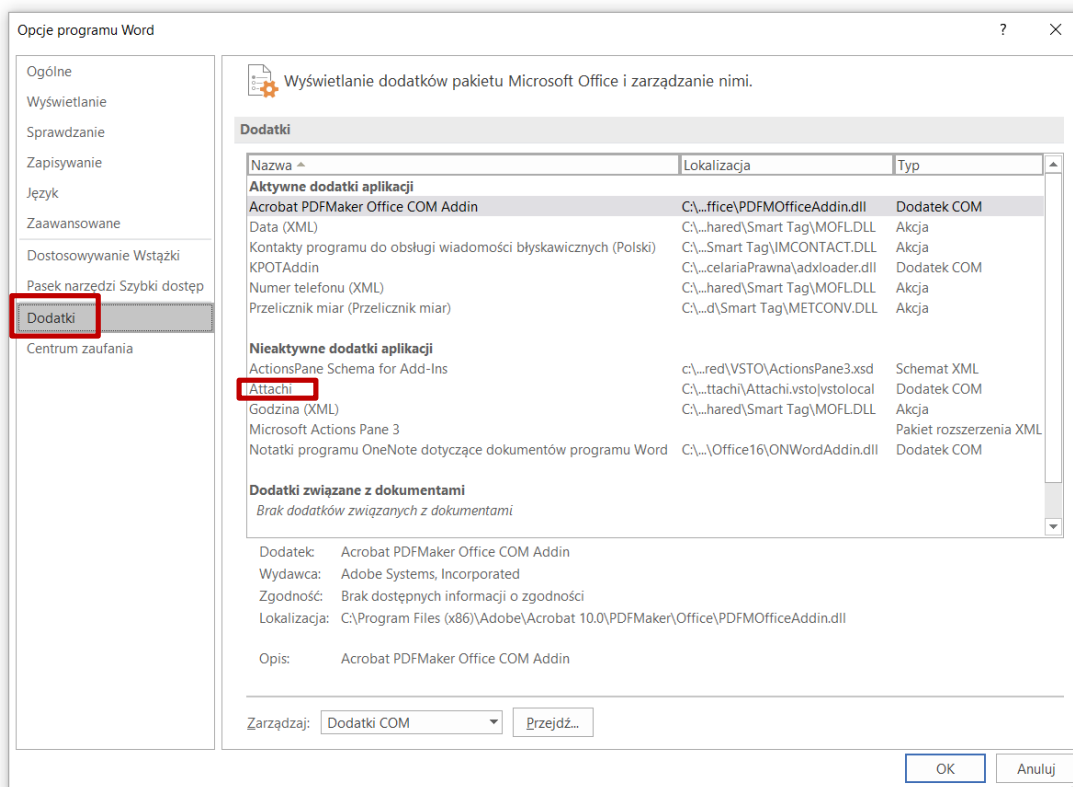 Opcje programu Word
?
Ogólne
Wyświetlanie
Sprawdzanie
Zapisywanie
Język
Zaawansowane
Dostosowywanie Wstążki
Pasek narzędzi Szybki dostęp
Dodatki
Centrum zaufania
Wyświetlanie dodatków pakietu Microsoft Office i zarządzanie nimi.
Dodatki
Nazwa Lokalizacja Typ
Aktywne dodatki aplikacji
Acrobat PDFMaker Office COM Addin C:\...ffice\PDFMOfficeAddin.dll Dodatek COM
Data (XML) C:\...hared\Smart Tag\MOFL.DLL Akcja
Kontakty programu do obsługi wiadomości błyskawicznych (Polski) C:\...Smart Tag\IMCONTACT.DLL Akcja
KPOTAddin C:\...celariaPrawna\adxloader.dll Dodatek COM
Numer telefonu (XML) C:\...hared\Smart Tag\MOFL.DLL Akcja
Przelicznik miar (Przelicznik miar) C:\...d\Smart Tag\METCONV.DLL Akcja
Nieaktywne dodatki aplikacji
ActionsPane Schema for Add-Ins c:\...red\VSTO\ActionsPane3.xsd Schemat XML
Attachi C:\...ttachi\Attachi.vsto|vstolocal Dodatek COM
Godzina (XML) C:\...hared\Smart Tag\MOFL.DLL Akcja
Microsoft Actions Pane 3 Pakiet rozszerzenia XML
Notatki programu OneNote dotyczące dokumentów programu Word C:\...\Office16\ONWordAddin.dll Dodatek COM
Dodatki związane z dokumentami
Brak dodatków związanych z dokumentami
Dodatek: Acrobat PDFMaker Office COM Addin
Wydawca: Adobe Systems, Incorporated
Zgodność: Brak dostępnych informacji o zgodności
Lokalizacja: C:\Program Files (x86)\Adobe\Acrobat 10.0\PDFMaker\Office\PDFMOfficeAddin.dll
Opis: Acrobat PDFMaker Office COM Addin
Zarządzaj: Dodatki COM Przejdź...
OK Anuluj